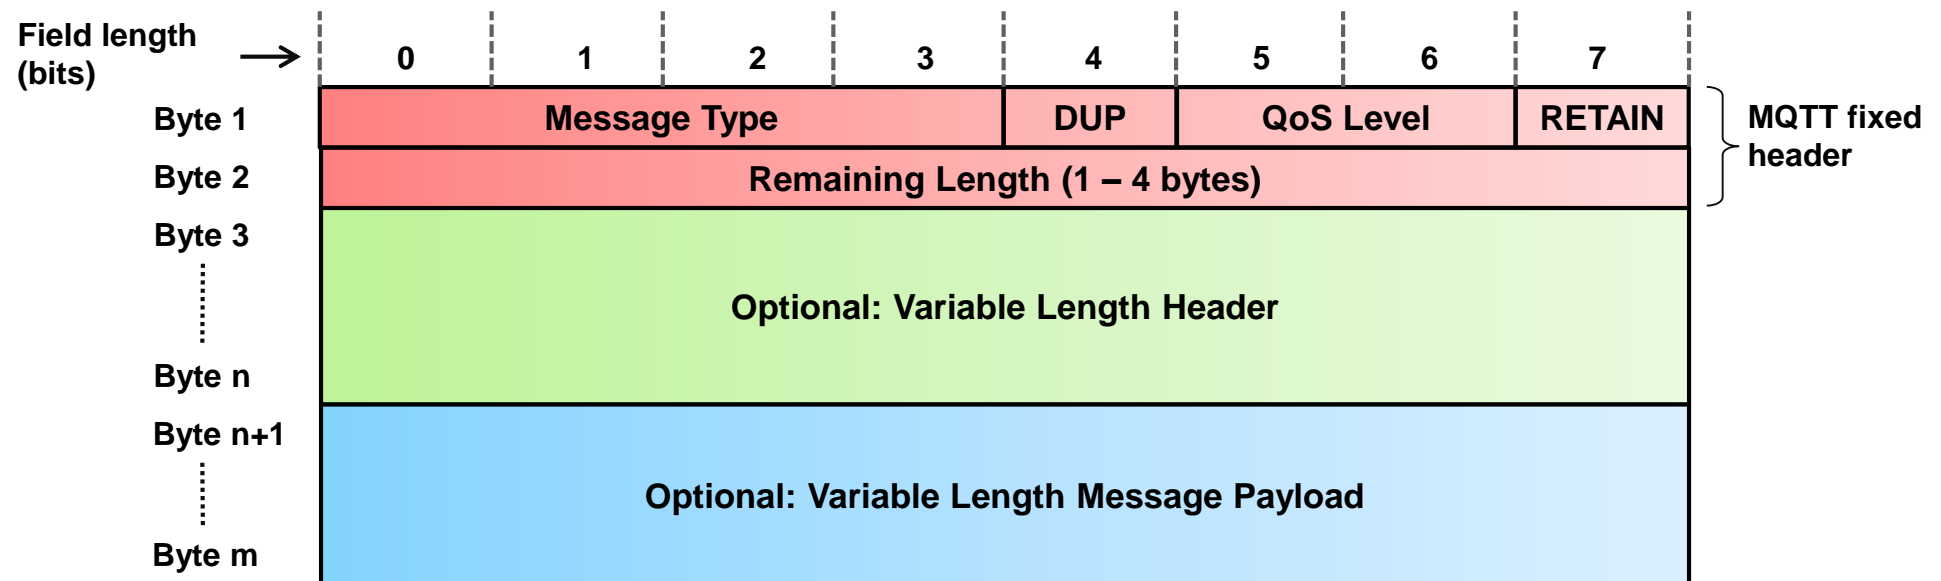 Field length
(bits)
0 1 2 3 4 5 6 7
Byte 1
Message Type DUP QoS Level RETAIN
MQTT fixed
header
Byte 2
Remaining Length (1 – 4 bytes)
Byte 3
Optional: Variable Length Header
Byte n
Byte n+1
Optional: Variable Length Message Payload
Byte m